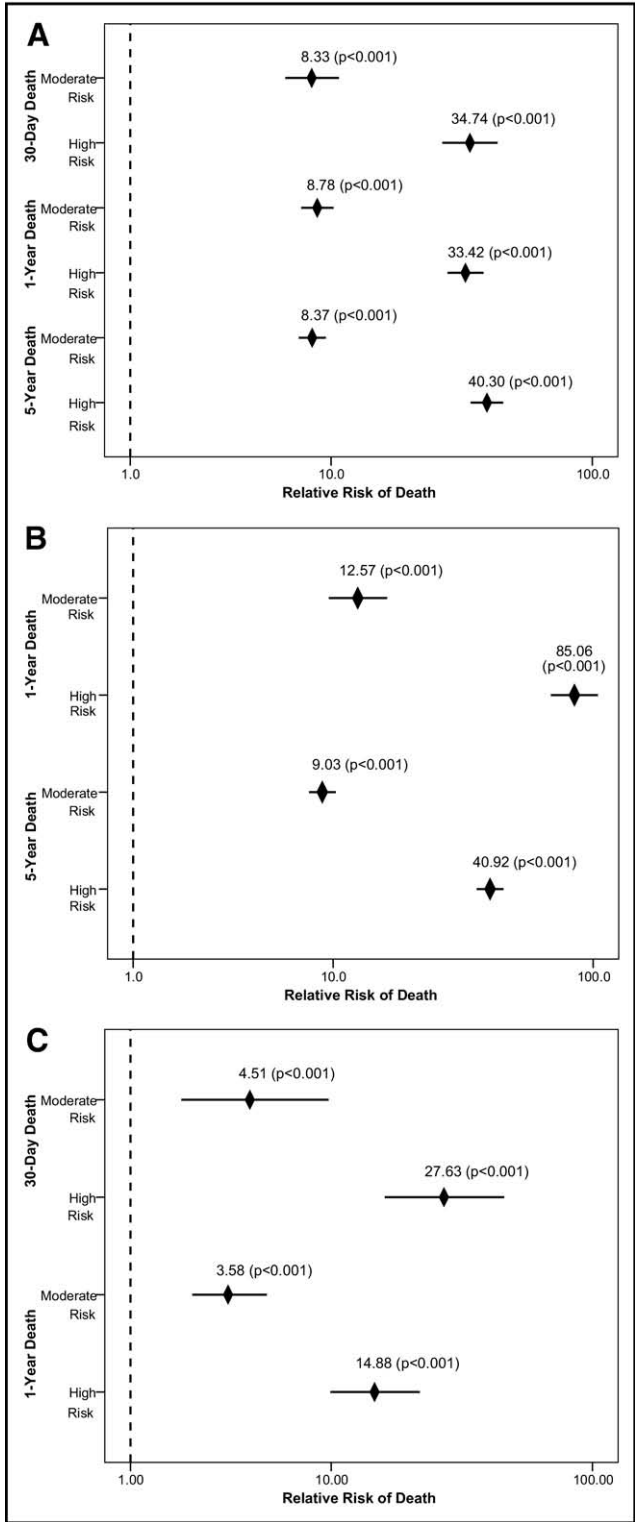 A
30-Day Death
Moderate
Risk
8.33 (p<0.001)
High
Risk
34.74 (p<0.001)
1-Year Death
Moderate
Risk
8.78 (p<0.001)
High
Risk
33.42 (p<0.001)
5-Year Death
Moderate
Risk
8.37 (p<0.001)
High
Risk
40.30 (p<0.001)
1.0 10.0 100.0
Relative Risk of Death
B
1-Year Death
Moderate
Risk
12.57 (p<0.001)
High
Risk
85.06
(p<0.001)
5-Year Death
Moderate
Risk
9.03 (p<0.001)
High
Risk
40.92 (p<0.001)
1.0 10.0 100.0
Relative Risk of Death
C
30-Day Death
Moderate
Risk
4.51 (p<0.001)
High
Risk
27.63 (p<0.001)
1-Year Death
Moderate
Risk
3.58 (p<0.001)
High
Risk
14.88 (p<0.001)
1.00 10.00 100.00
Relative Risk of Death